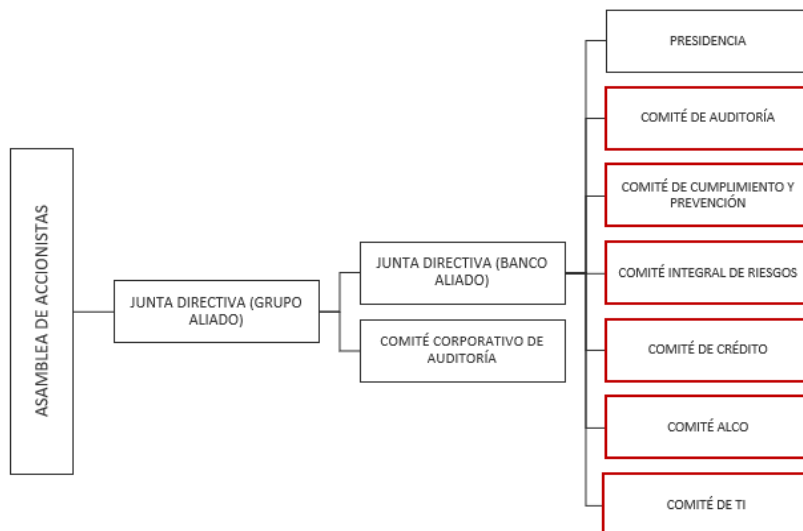 ASAMBLEA DE ACCIONISTAS
JUNTA DIRECTIVA (GRUPO
ALIADO)
JUNTA DIRECTIVA (BANCO
ALIADO)
COMITÉ CORPORATIVO DE
AUDITORÍA
PRESIDENCIA
COMITÉ DE AUDITORÍA
COMITÉ DE CUMPLIMIENTO Y
PREVENCIÓN
COMITÉ INTEGRAL DE RIESGOS
COMITÉ DE CRÉDITO
COMITÉ ALCO
COMITÉ DE TI